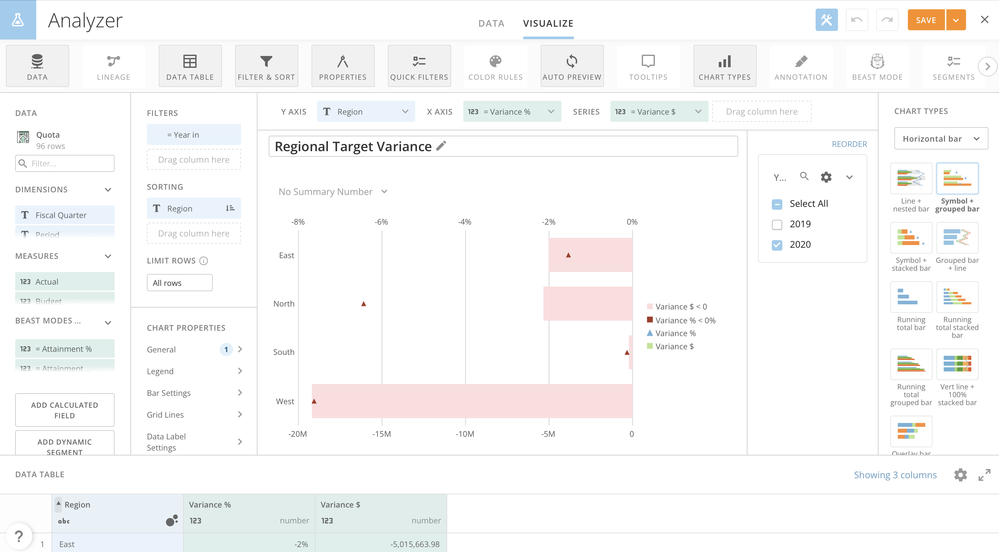 Analyzer
DATA
VISUALIZE
SAVE
DATA
LINEAGE
DATA TABLE
FILTER & SORT
PROPERTIES
QUICK FILTERS
COLOR RULES
AUTO PREVIEW
TOOLTIPS
CHART TYPES
ANNOTATION
BEAST MODE
SEGMENTS
DATA
Quota
96 rows
Filter...
DIMENSIONS
T Fiscal Quarter
T Period
MEASURES
123 Actual
123 Budget
BEAST MODES ...
123 = Attainment %
123 = Attainment ...
ADD CALCULATED
FIELD
ADD DYNAMIC
SEGMENT
FILTERS
= Year in
Drag column here
SORTING
T Region
Drag column here
LIMIT ROWS
All rows
CHART PROPERTIES
General 1
Legend
Bar Settings
Grid Lines
Data Label
Settings
Y AXIS T Region X AXIS 123 = Variance % SERIES 123 = Variance $ Drag column here
Regional Target Variance
No Summary Number
-8% -6% -4% -2% 0%
East
North
South
West
-20M -15M -10M -5M 0
Variance $ < 0
Variance % < 0%
Variance %
Variance $
REORDER
Y...
Select All
2019
2020
CHART TYPES
Horizontal bar
Line +
nested bar
Symbol +
grouped bar
Symbol +
stacked bar
Grouped bar
+ line
Running
total bar
Running
total stacked
bar
Running
total
grouped bar
Vert line +
100%
stacked bar
Overlay bar
DATA TABLE
Showing 3 columns
Region
abc
Variance %
123 number
Variance $
123 number
?
1 East -2% -5,015,663.98